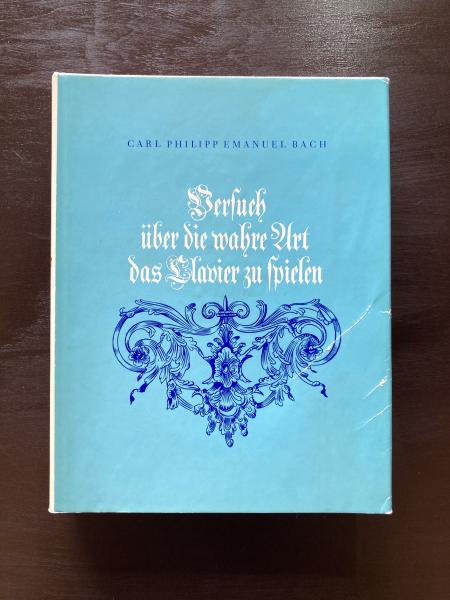 CARL PHILIPP EMANUEL BACH
Versuch
über die wahre Art
das Clavier zu spielen